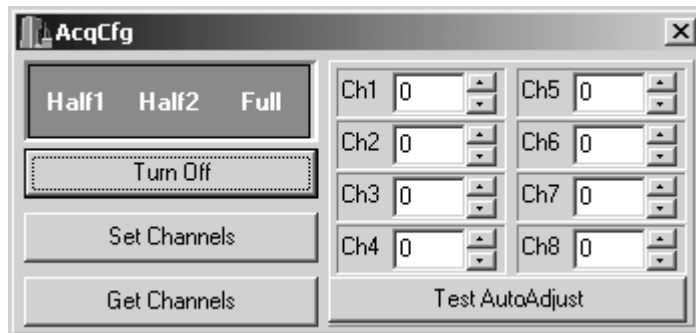 AcqCfg
Half1 Half2 Full
Turn Off
Set Channels
Get Channels
Ch1 0 Ch5 0
Ch2 0 Ch6 0
Ch3 0 Ch7 0
Ch4 0 Ch8 0
Test AutoAdjust